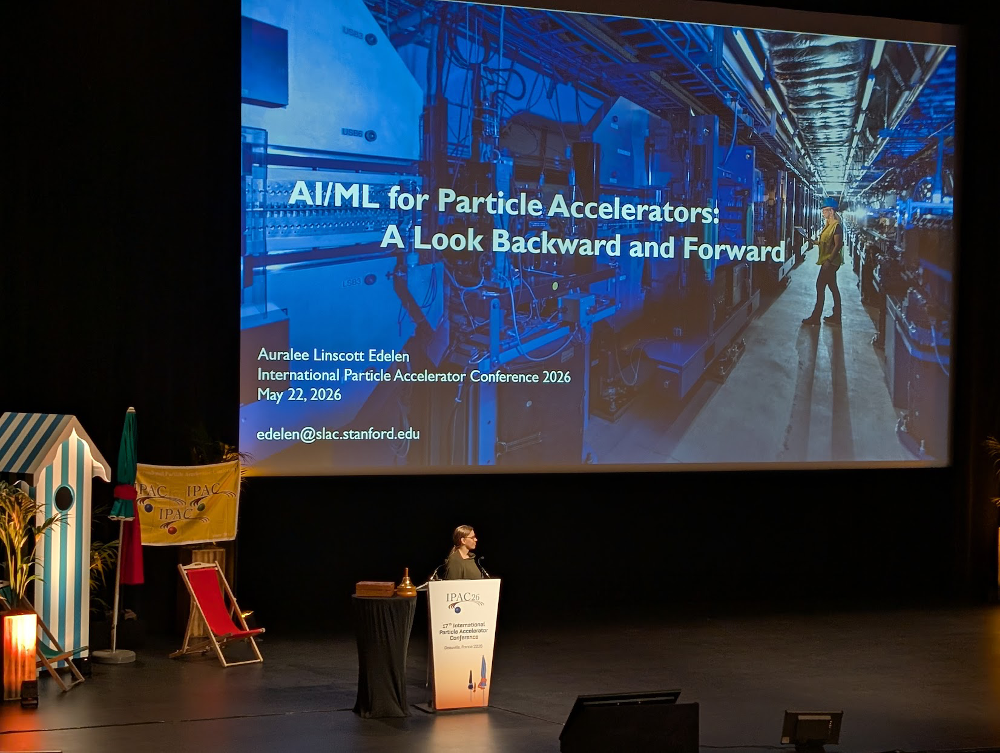 USB3
USB6
AI/ML for Particle Accelerators:
A Look Backward and Forward
LSB3
Auralee Linscott Edelen
International Particle Accelerator Conference 2026
May 22, 2026
edelen@slac.stanford.edu
IPAC
IPAC
IPAC
IPAC26
17th International
Particle Accelerator
Conference
Deauville, France 2026